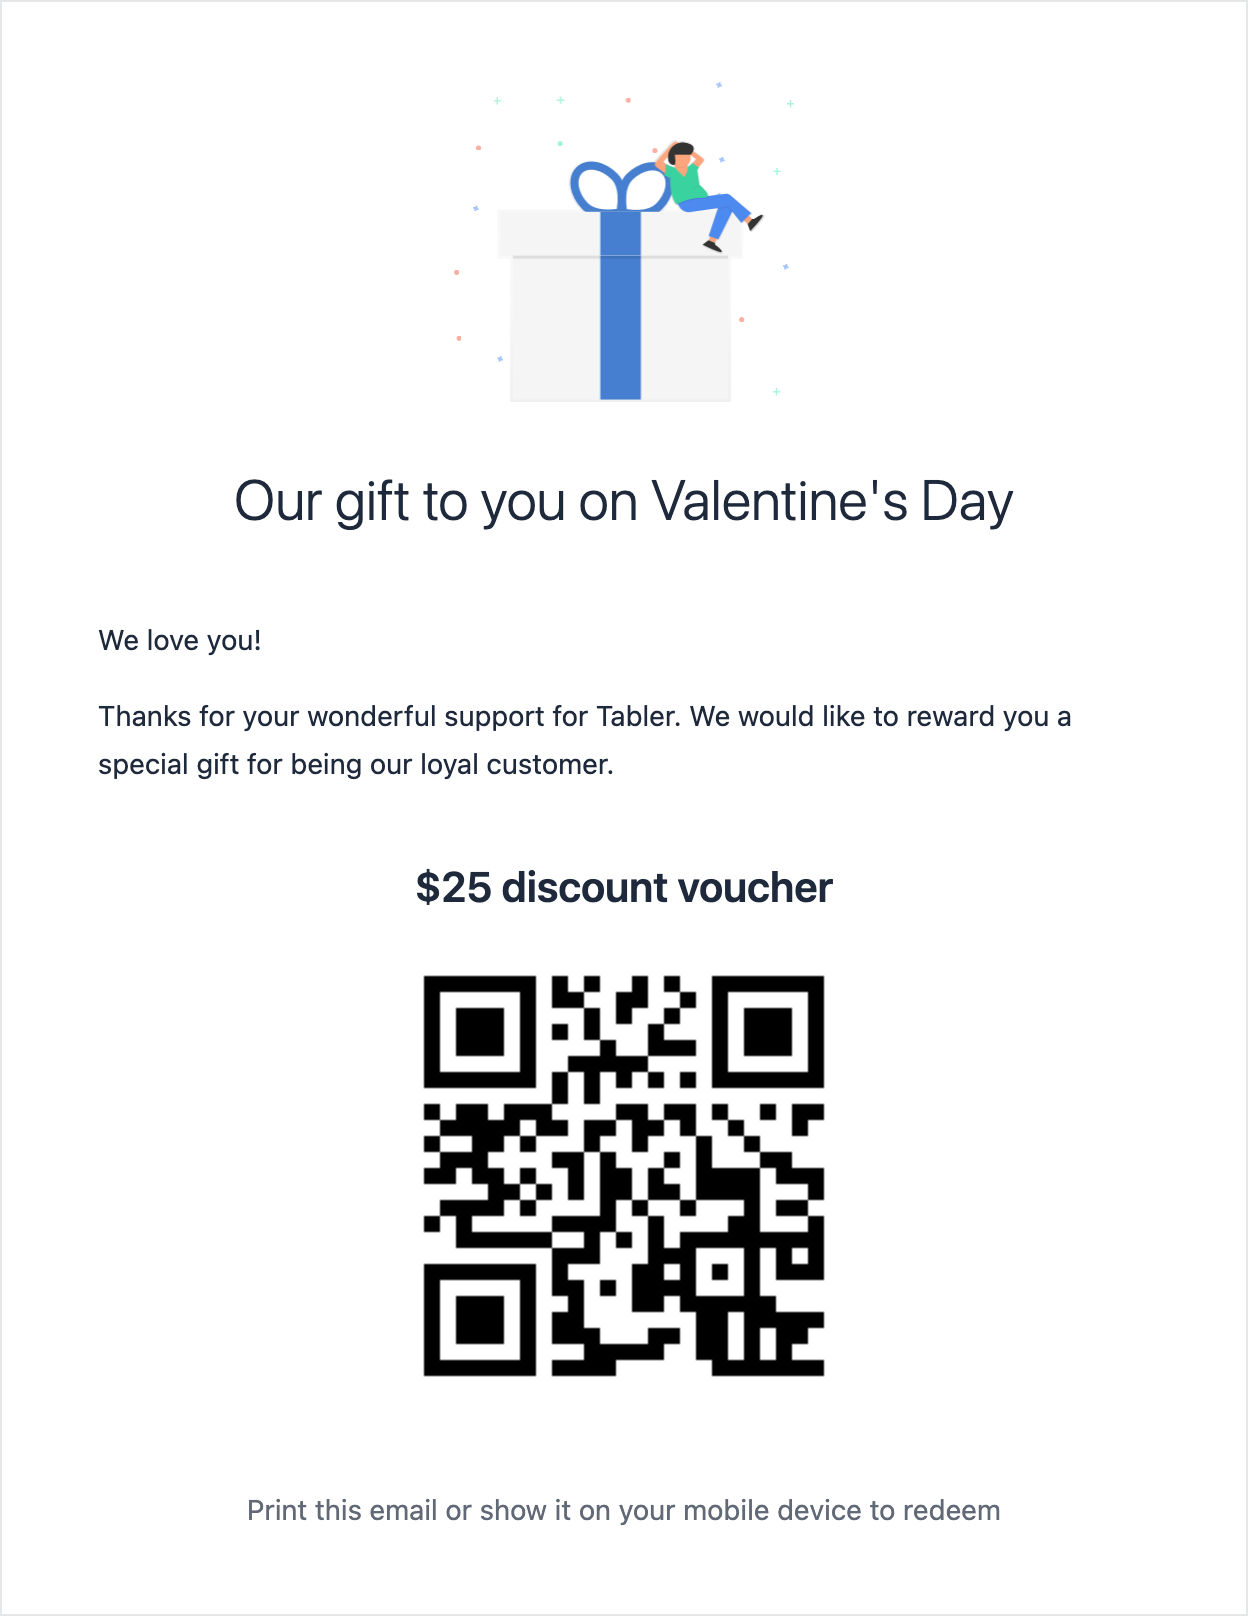 Our gift to you on Valentine's Day
We love you!
Thanks for your wonderful support for Tabler. We would like to reward you a
special gift for being our loyal customer.
$25 discount voucher
Print this email or show it on your mobile device to redeem